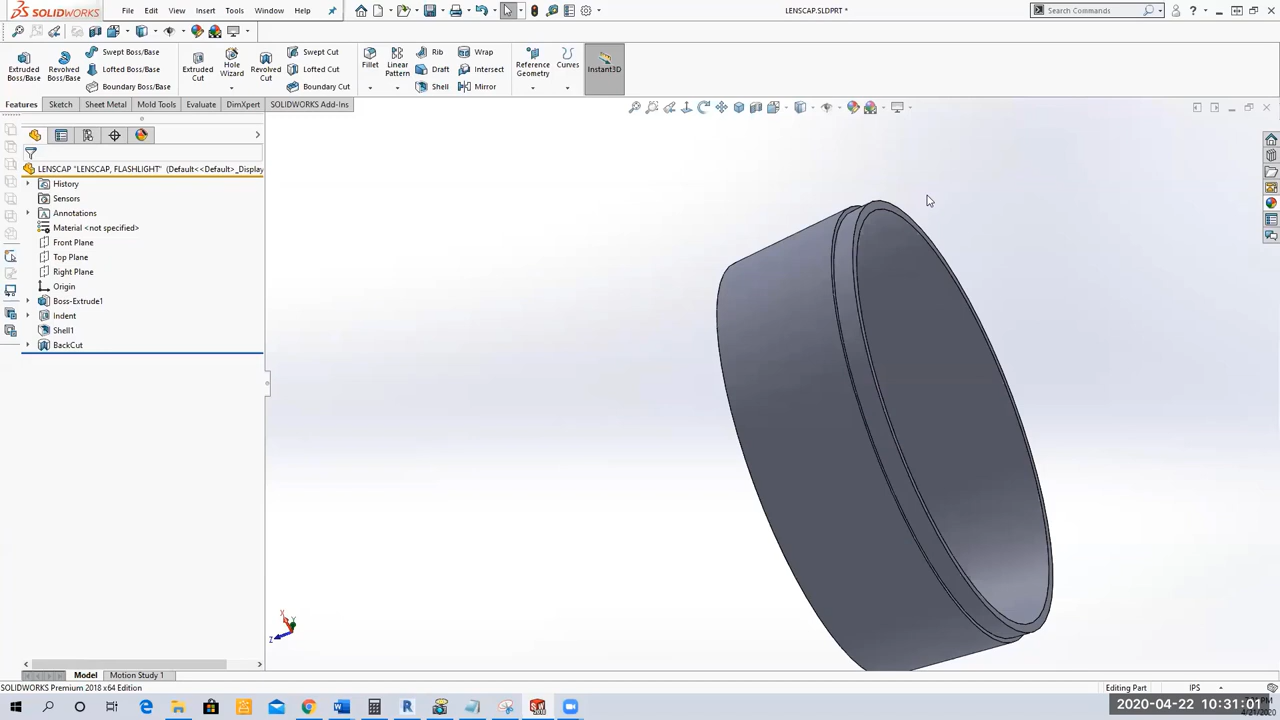 SOLIDWORKS File Edit View Insert Tools Window Help LENSCAP.SLDPRT * Search Commands
Extruded Boss/Base
Revolved Boss/Base
Swept Boss/Base
Lofted Boss/Base
Boundary Boss/Base
Extruded Cut
Hole Wizard
Revolved Cut
Swept Cut
Lofted Cut
Boundary Cut
Fillet
Linear Pattern
Rib
Draft
Shell
Wrap
Intersect
Mirror
Reference Geometry
Curves
Instant3D
Features Sketch Sheet Metal Mold Tools Evaluate DimXpert SOLIDWORKS Add-Ins
LENSCAP "LENSCAP, FLASHLIGHT" (Default<<Default>_Display
History
Sensors
Annotations
Material <not specified>
Front Plane
Top Plane
Right Plane
Origin
Boss-Extrude1
Indent
Shell1
BackCut
X
Y
Z
Model Motion Study 1
SOLIDWORKS Premium 2018 x64 Edition Editing Part IPS
2020-04-22 10:31:01